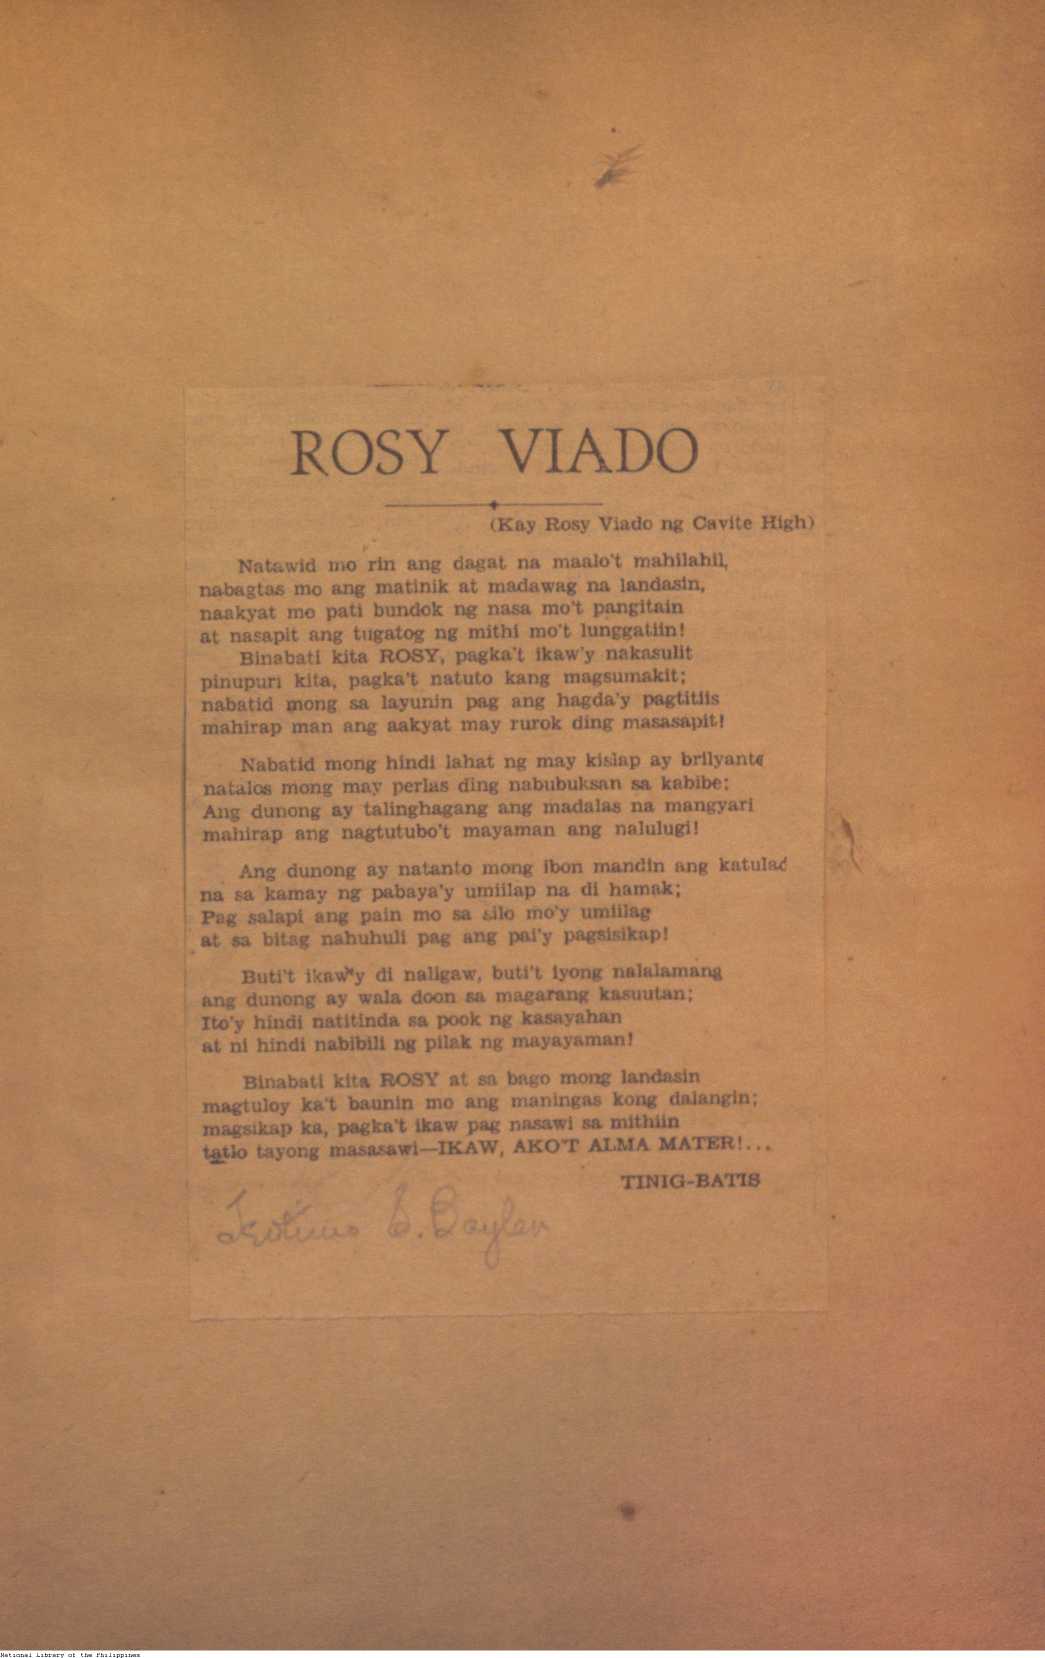 ROSY VIADO
(Kay Rosy Viado ng Cavite High)
Natawid mo rin ang dagat na maalo't mahilahil,
nabagtas mo ang matinik at madawag na landasin,
naakyat mo pati bundok ng nasa mo't pangitain
at nasapit ang tugatog ng mithi mo't lunggatiin!
Binabati kita ROSY, pagka't ikaw'y nakasulit
pinupuri kita, pagka't natuto kang magsumakit;
nabatid mong sa layunin pag ang hagda'y pagtitiis
mahirap man ang aakyat may rurok ding masasapit!
Nabatid mong hindi lahat ng may kislap ay brilyante
natalos mong may perlas ding nabubuksan sa kabibe;
Ang dunong ay talinghagang ang madalas na mangyari
mahirap ang nagtutubo't mayaman ang nalulugi!
Ang dunong ay natanto mong ibon mandin ang katulad
na sa kamay ng pabaya'y umiilap na di hamak;
Pag salapi ang pain mo sa silo mo'y umiilag
at sa bitag nahuhuli pag ang pai'y pagsisikap!
Buti't ikaw'y di naligaw, buti't iyong nalalamang
ang dunong ay wala doon sa magarang kasuutan;
Ito'y hindi natitinda sa pook ng kasayahan
at ni hindi nabibili ng pilak ng mayayaman!
Binabati kita ROSY at sa bago mong landasin
magtuloy ka't baunin mo ang maningas kong dalangin;
magsikap ka, pagka't ikaw pag nasawi sa mithiin
tatlo tayong masasawi—IKAW, AKO'T ALMA MATER!...
TINIG-BATIS
S. Baylen
National Library of the Philippines